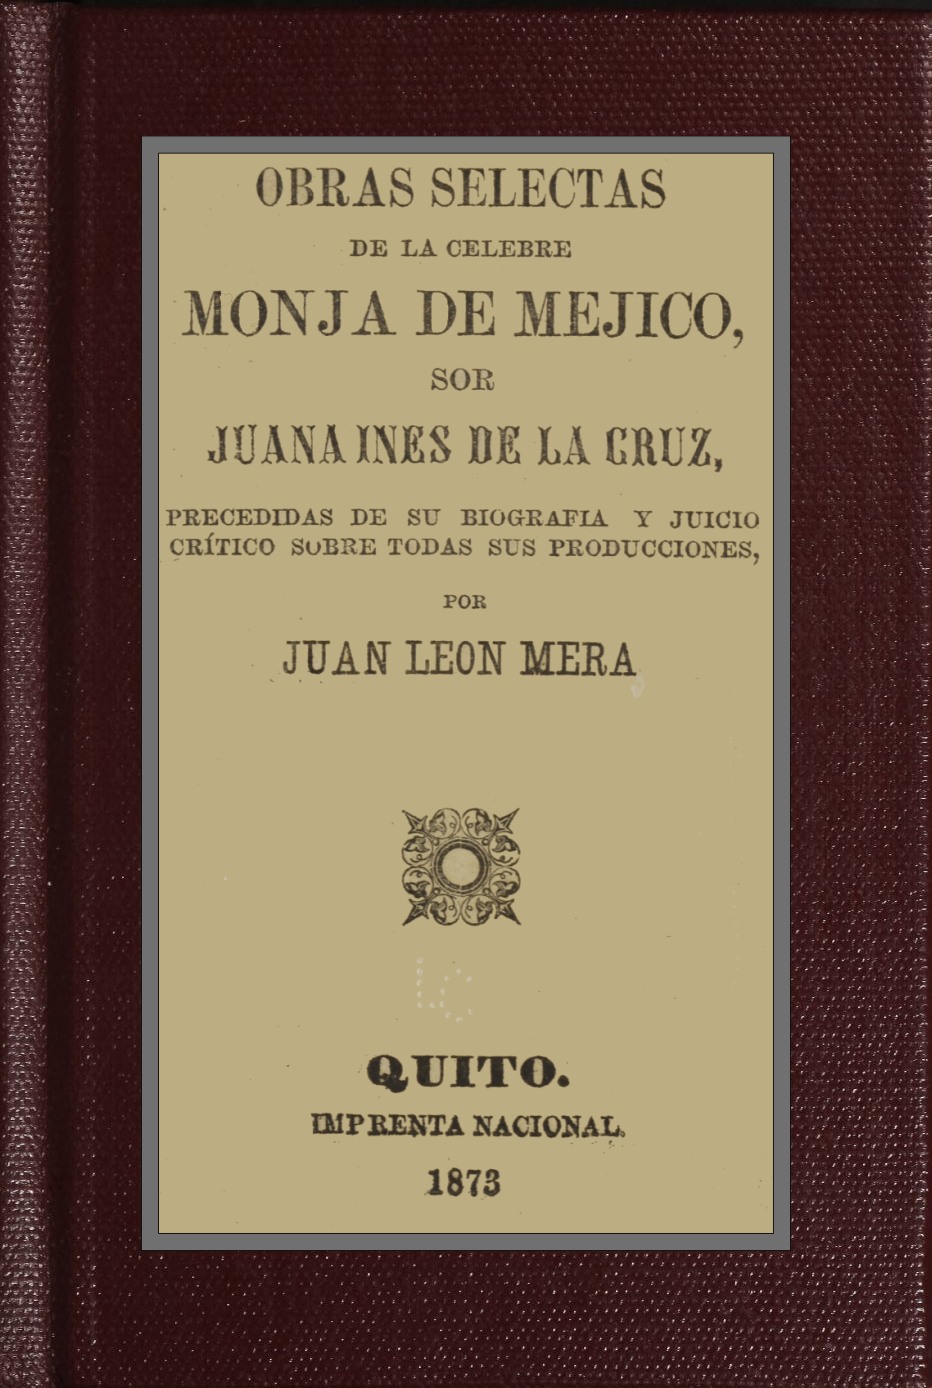 OBRAS SELECTAS
DE LA CELEBRE
MONJA DE MEJICO,
SOR
JUANA INES DE LA CRUZ,
PRECEDIDAS DE SU BIOGRAFIA Y JUICIO
CRÍTICO SOBRE TODAS SUS PRODUCCIONES,
POR
JUAN LEON MERA
LC
QUITO.
IMPRENTA NACIONAL.
1873